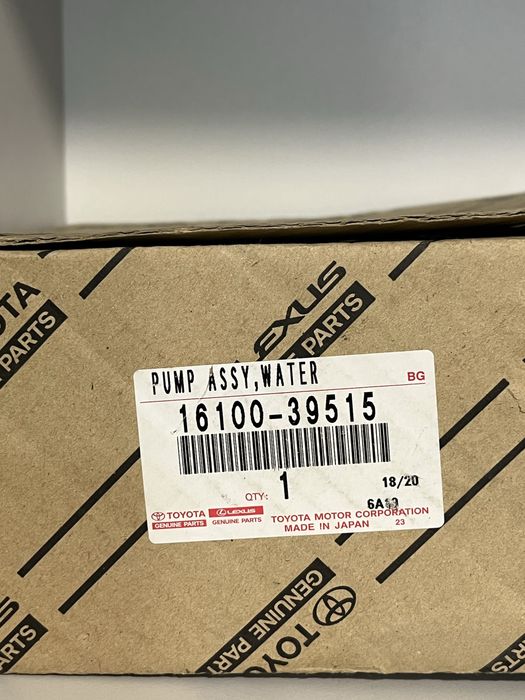 TOYOTA
PARTS
LEXUS
PARTS
PUMP ASSY,WATER
BG
16100-39515
QTY: 1
18/20
TOYOTA
GENUINE PARTS
LEXUS
GENUINE PARTS
TOYOTA MOTOR CORPORATION
MADE IN JAPAN 23
GENUINE PARTS
TOYOTA
PARTS